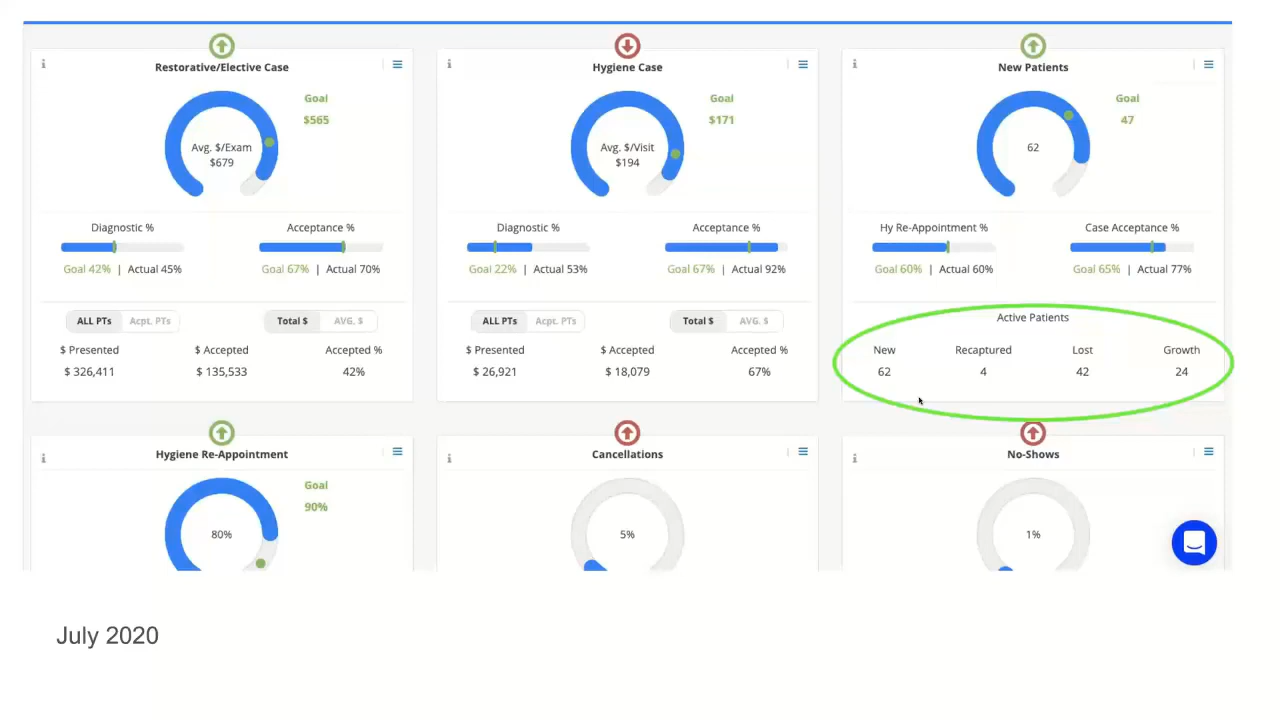 Restorative/Elective Case
Goal
$565
Avg. $/Exam
$679
Diagnostic %
Acceptance %
Goal 42% | Actual 45%
Goal 67% | Actual 70%
ALL PTs Acpt. PTs
Total $ AVG. $
$ Presented $ Accepted Accepted %
$ 326,411 $ 135,533 42%
Hygiene Case
Goal
$171
Avg. $/Visit
$194
Diagnostic %
Acceptance %
Goal 22% | Actual 53%
Goal 67% | Actual 92%
ALL PTs Acpt. PTs
Total $ AVG. $
$ Presented $ Accepted Accepted %
$ 26,921 $ 18,079 67%
New Patients
Goal
47
62
Hy Re-Appointment %
Case Acceptance %
Goal 60% | Actual 60%
Goal 65% | Actual 77%
Active Patients
New Recaptured Lost Growth
62 4 42 24
Hygiene Re-Appointment
Goal
90%
80%
Cancellations
5%
No-Shows
1%
July 2020